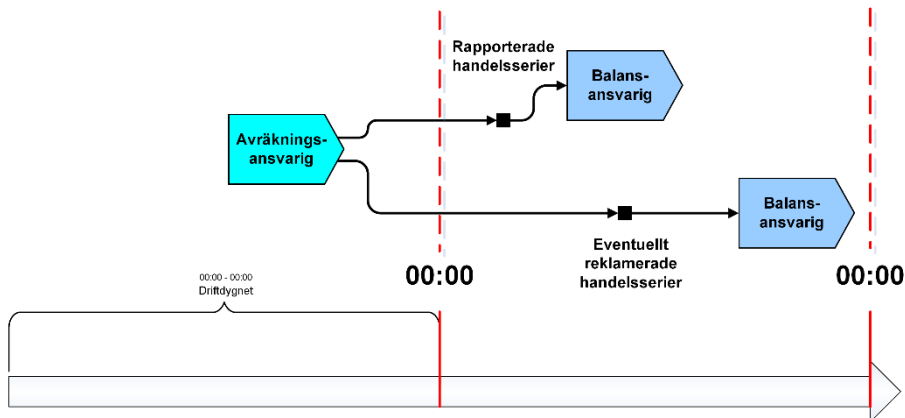 Rapporterade
handelsserier
Balans-
ansvarig
Avräknings-
ansvarig
Balans-
ansvarig
Eventuellt
reklamerade
handelsserier
00:00 - 00:00
Driftdygnet
00:00
00:00